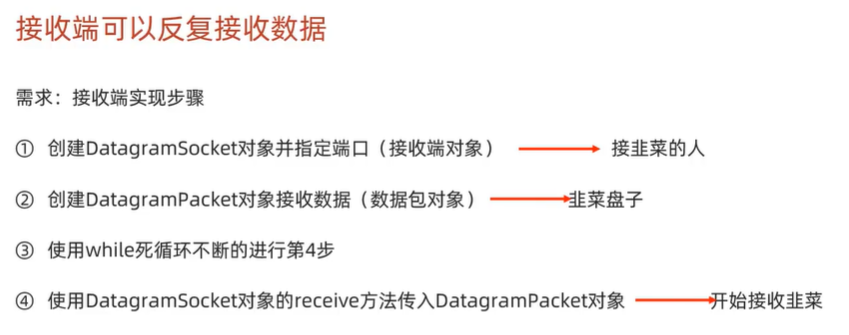 接收端可以反复接收数据
需求：接收端实现步骤
① 创建DatagramSocket对象并指定端口（接收端对象） 接韭菜的人
② 创建DatagramPacket对象接收数据（数据包对象） 韭菜盘子
③ 使用while死循环不断的进行第4步
④ 使用DatagramSocket对象的receive方法传入DatagramPacket对象 开始接收韭菜